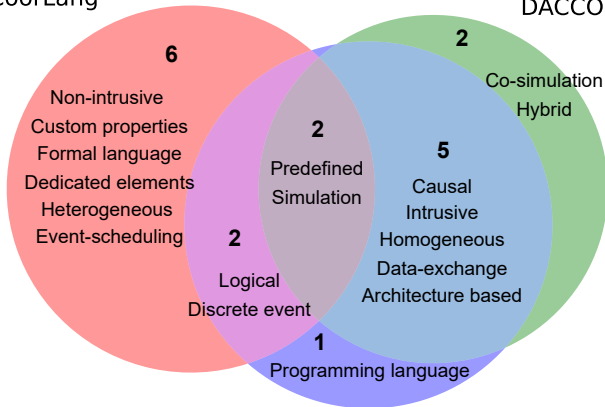 DACCO
6
Non-intrusive
Custom properties
Formal language
Dedicated elements
Heterogeneous
Event-scheduling
2
Logical
Discrete event
2
Predefined
Simulation
1
Programming language
5
Causal
Intrusive
Homogeneous
Data-exchange
Architecture based
2
Co-simulation
Hybrid